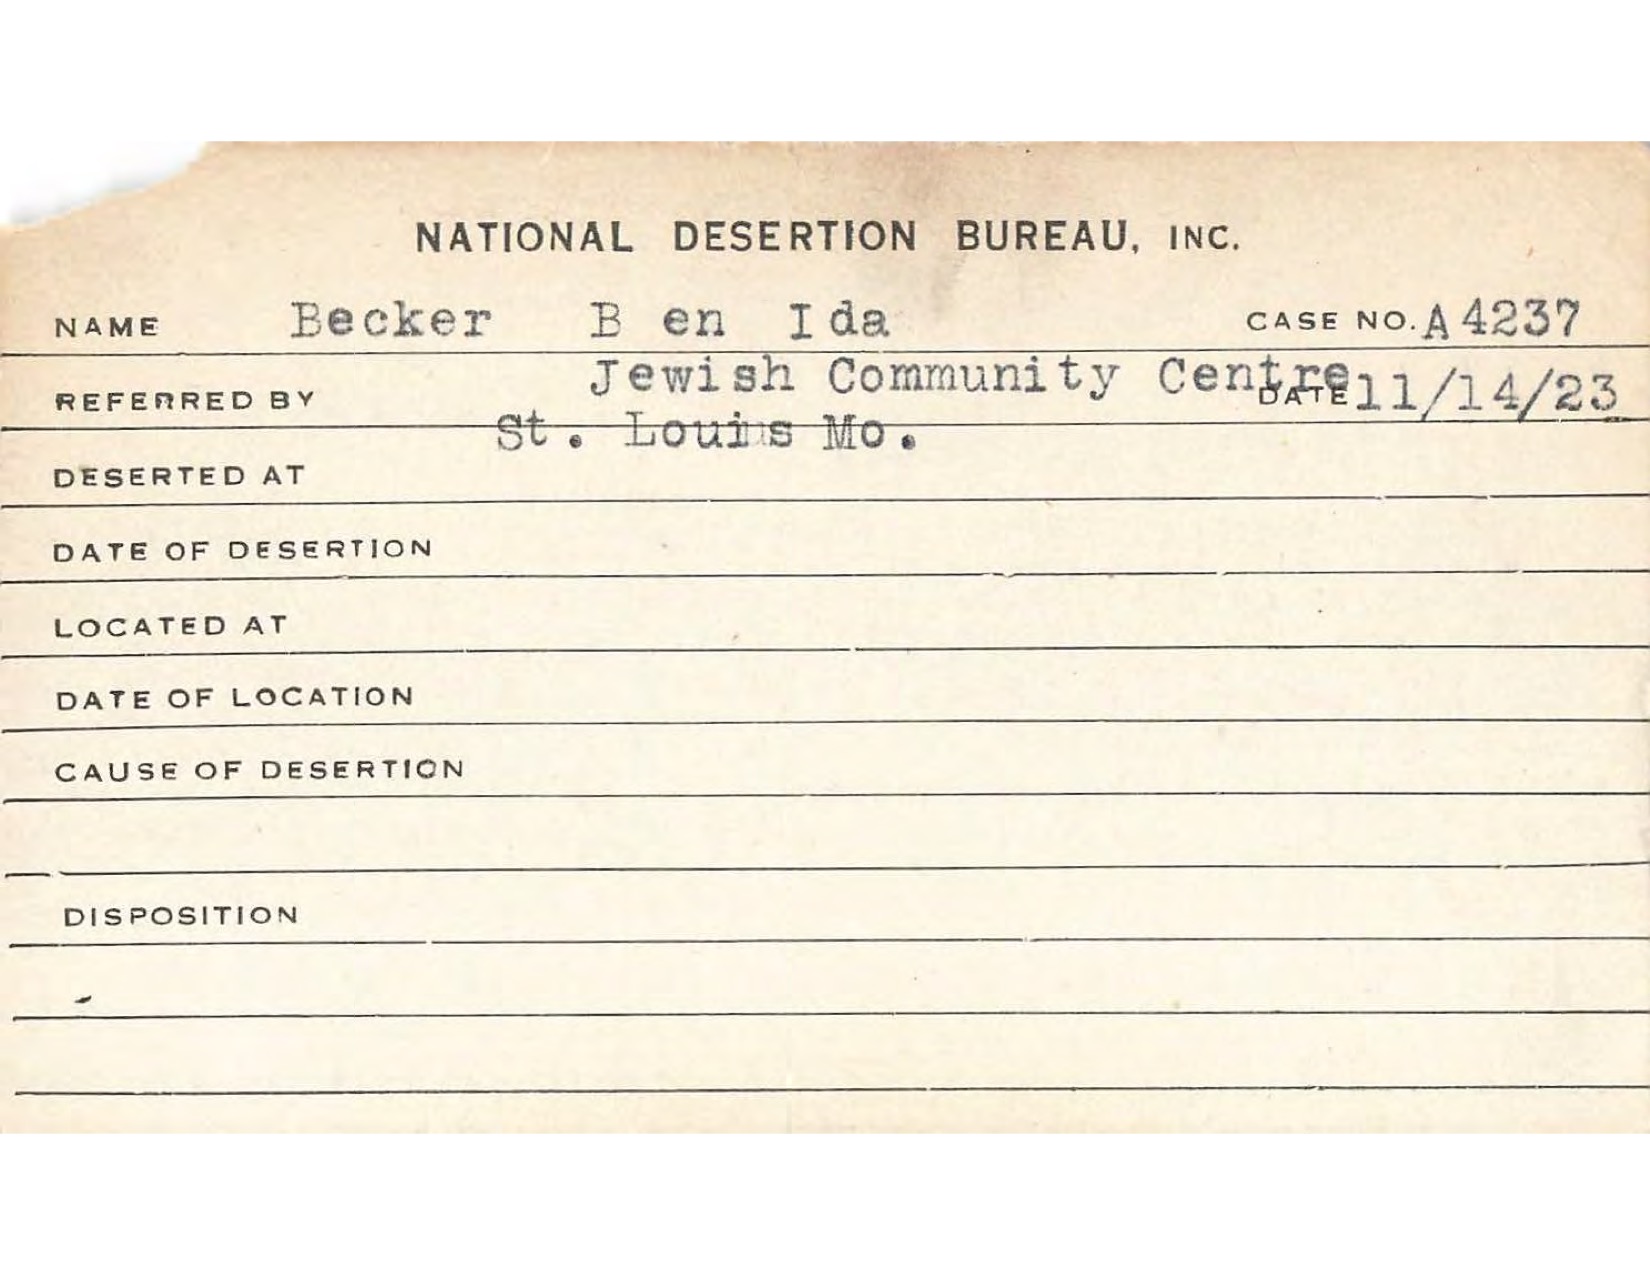 NATIONAL DESERTION BUREAU, INC.
NAME Becker B en Ida CASE NO. A4237
REFERRED BY Jewish Community Centre DATE 11/14/23
St. Louis Mo.
DESERTED AT
DATE OF DESERTION
LOCATED AT
DATE OF LOCATION
CAUSE OF DESERTION
DISPOSITION